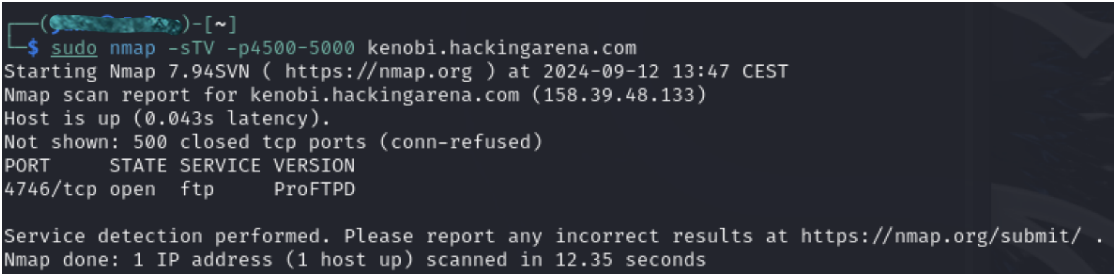 ┌──(        )-[~]
└─$ sudo nmap -sTV -p4500-5000 kenobi.hackingarena.com
Starting Nmap 7.94SVN ( https://nmap.org ) at 2024-09-12 13:47 CEST
Nmap scan report for kenobi.hackingarena.com (158.39.48.133)
Host is up (0.043s latency).
Not shown: 500 closed tcp ports (conn-refused)
PORT     STATE SERVICE VERSION
4746/tcp open  ftp     ProFTPD
Service detection performed. Please report any incorrect results at https://nmap.org/submit/ .
Nmap done: 1 IP address (1 host up) scanned in 12.35 seconds